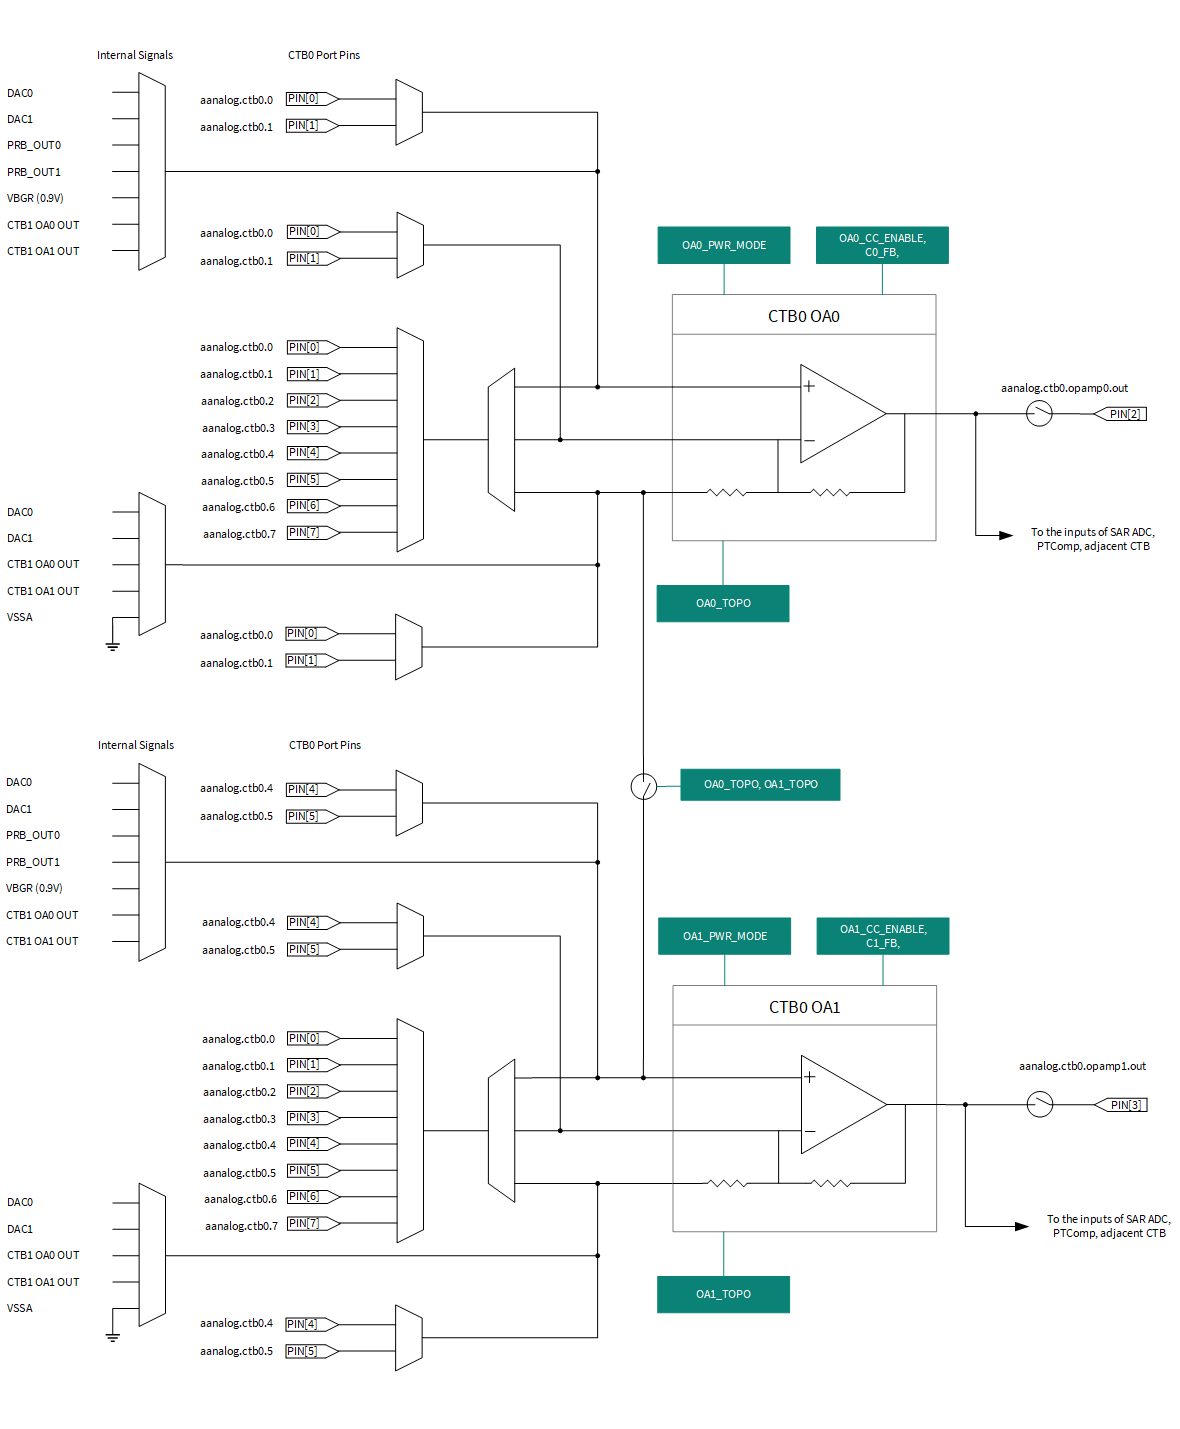 Internal Signals
CTB0 Port Pins
DAC0
DAC1
PRB_OUT0
PRB_OUT1
VBGR (0.9V)
CTB1 OA0 OUT
CTB1 OA1 OUT
aanalog.ctb0.0 PIN[0]
aanalog.ctb0.1 PIN[1]
aanalog.ctb0.0 PIN[0]
aanalog.ctb0.1 PIN[1]
aanalog.ctb0.0 PIN[0]
aanalog.ctb0.1 PIN[1]
aanalog.ctb0.2 PIN[2]
aanalog.ctb0.3 PIN[3]
aanalog.ctb0.4 PIN[4]
aanalog.ctb0.5 PIN[5]
aanalog.ctb0.6 PIN[6]
aanalog.ctb0.7 PIN[7]
DAC0
DAC1
CTB1 OA0 OUT
CTB1 OA1 OUT
VSSA
aanalog.ctb0.0 PIN[0]
aanalog.ctb0.1 PIN[1]
OA0_PWR_MODE
OA0_CC_ENABLE,
C0_FB,
CTB0 OA0
+
−
aanalog.ctb0.opamp0.out
PIN[2]
To the inputs of SAR ADC,
PTComp, adjacent CTB
OA0_TOPO
OA0_TOPO, OA1_TOPO
Internal Signals
CTB0 Port Pins
DAC0
DAC1
PRB_OUT0
PRB_OUT1
VBGR (0.9V)
CTB1 OA0 OUT
CTB1 OA1 OUT
aanalog.ctb0.4 PIN[4]
aanalog.ctb0.5 PIN[5]
aanalog.ctb0.4 PIN[4]
aanalog.ctb0.5 PIN[5]
aanalog.ctb0.0 PIN[0]
aanalog.ctb0.1 PIN[1]
aanalog.ctb0.2 PIN[2]
aanalog.ctb0.3 PIN[3]
aanalog.ctb0.4 PIN[4]
aanalog.ctb0.5 PIN[5]
aanalog.ctb0.6 PIN[6]
aanalog.ctb0.7 PIN[7]
DAC0
DAC1
CTB1 OA0 OUT
CTB1 OA1 OUT
VSSA
aanalog.ctb0.4 PIN[4]
aanalog.ctb0.5 PIN[5]
OA1_PWR_MODE
OA1_CC_ENABLE,
C1_FB,
CTB0 OA1
+
−
aanalog.ctb0.opamp1.out
PIN[3]
To the inputs of SAR ADC,
PTComp, adjacent CTB
OA1_TOPO